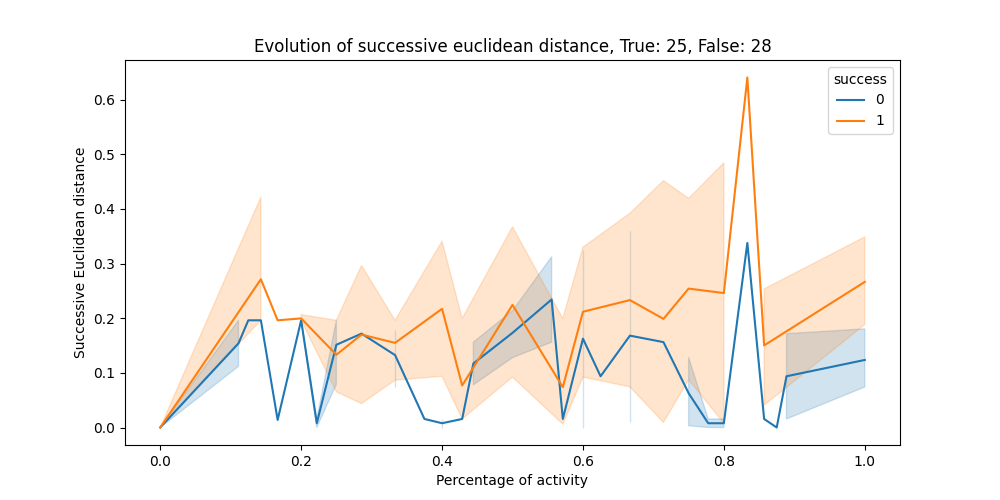 Evolution of successive euclidean distance, True: 25, False: 28
success
0
1
Successive Euclidean distance
0.6
0.5
0.4
0.3
0.2
0.1
0.0
0.0 0.2 0.4 0.6 0.8 1.0
Percentage of activity